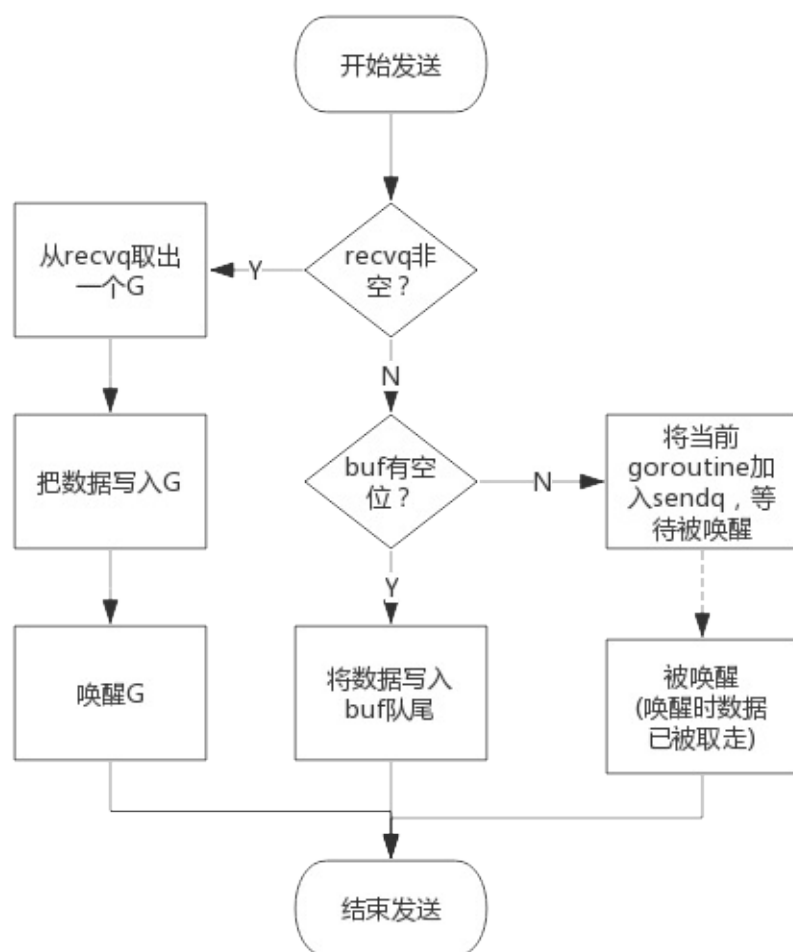 开始发送
从recvq取出
一个G
Y
recvq非
空？
N
把数据写入G
buf有空
位？
N
将当前
goroutine加
入sendq，等
待被唤醒
Y
唤醒G
将数据写入
buf队尾
被唤醒
(唤醒时数据
已被取走)
结束发送